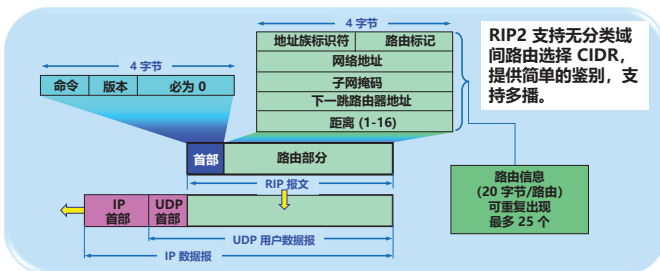 4 字节
地址族标识符 路由标记
网络地址
子网掩码
下一跳路由器地址
距离 (1-16)
4 字节
命令 版本 必为 0
RIP2 支持无分类域
间路由选择 CIDR，
提供简单的鉴别，支
持多播。
首部 路由部分
RIP 报文
路由信息
(20 字节/路由)
可重复出现
最多 25 个
IP
首部
UDP
首部
UDP 用户数据报
IP 数据报